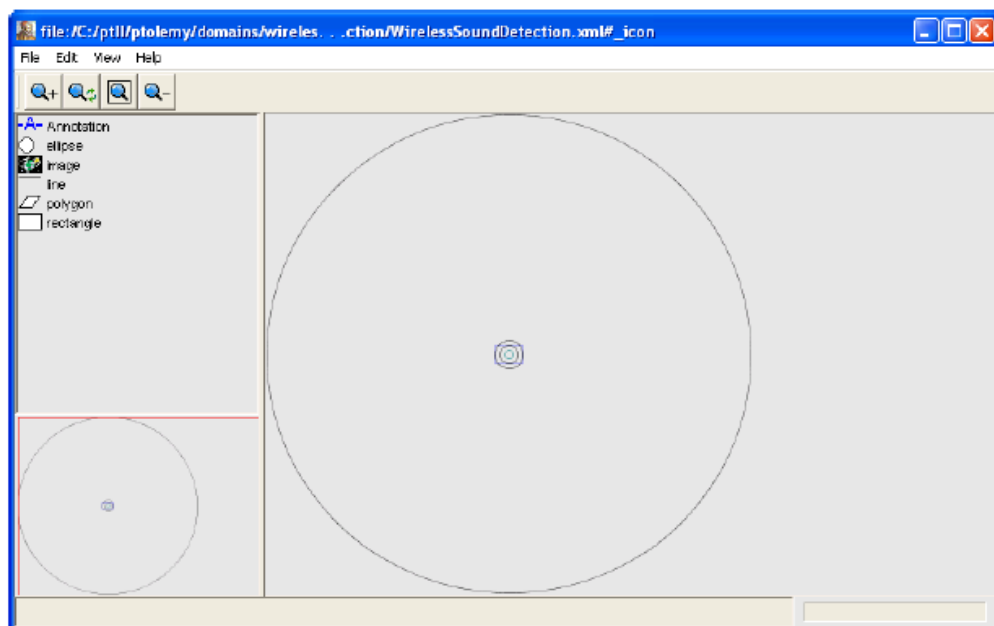 file:/C:/ptII/ptolemy/domains/wireles. . .ction/WirelessSoundDetection.xml#_icon
File Edit View Help
Annotation
ellipse
image
line
polygon
rectangle